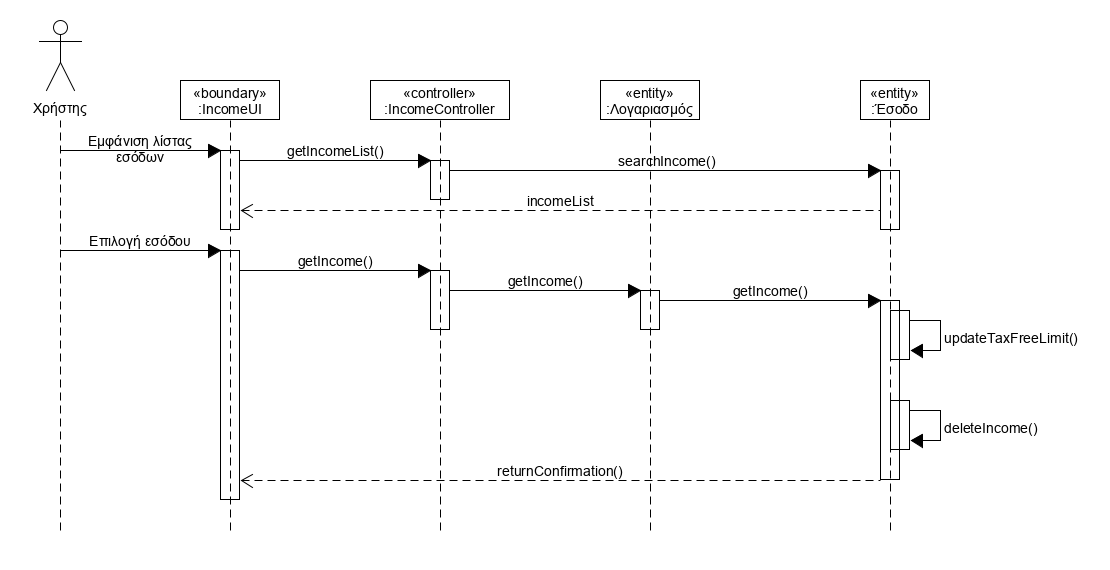 Χρήστης
«boundary»
:IncomeUI
«controller»
:IncomeController
«entity»
:Λογαριασμός
«entity»
:Έσοδο
Εμφάνιση λίστας
εσόδων
getIncomeList()
searchIncome()
incomeList
Επιλογή εσόδου
getIncome()
getIncome()
getIncome()
updateTaxFreeLimit()
deleteIncome()
returnConfirmation()